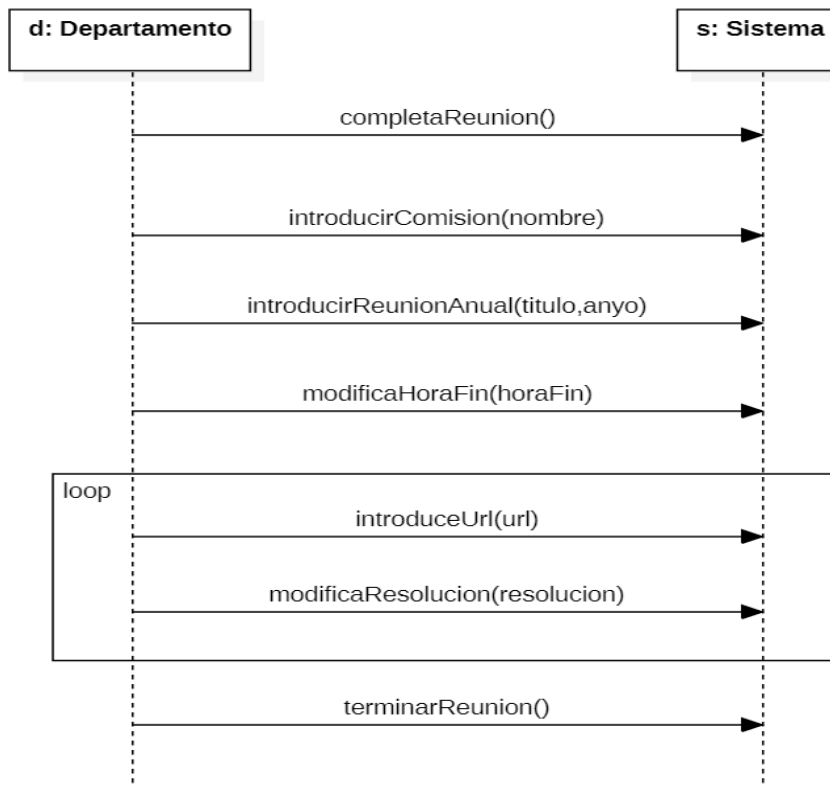 d: Departamento
s: Sistema
completaReunion()
introducirComision(nombre)
introducirReunionAnual(titulo,anyo)
modificaHoraFin(horaFin)
loop
introduceUrl(url)
modificaResolucion(resolucion)
terminarReunion()